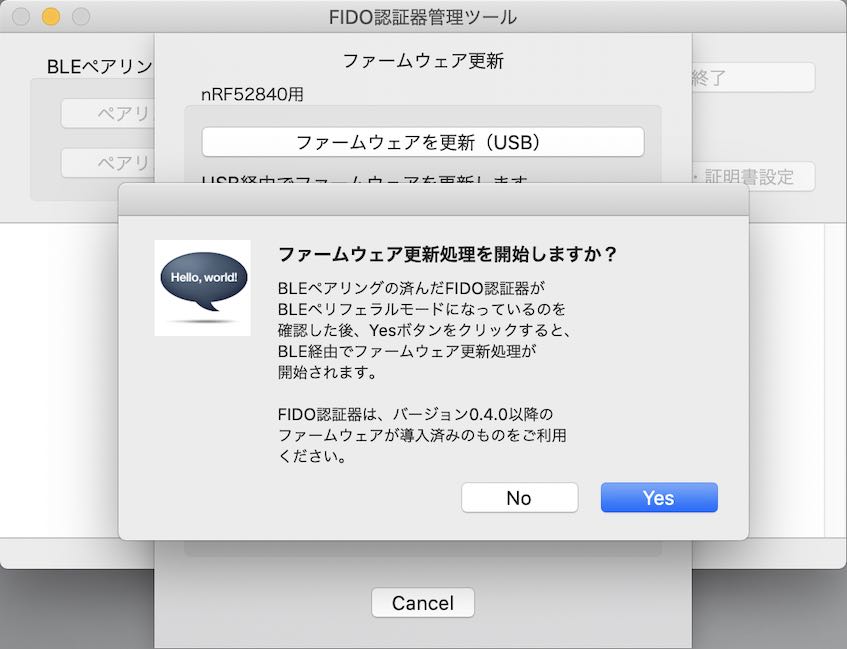 FIDO認証器管理ツール
BLEペアリン
ファームウェア更新
終了
nRF52840用
ペアリ
ファームウェアを更新（USB）
ペアリ
・証明書設定
USB経由でファームウェアを更新します
Hello, world!
ファームウェア更新処理を開始しますか？
BLEペアリングの済んだFIDO認証器が
BLEペリフェラルモードになっているのを
確認した後、Yesボタンをクリックすると、
BLE経由でファームウェア更新処理が
開始されます。
FIDO認証器は、バージョン0.4.0以降の
ファームウェアが導入済みのものをご利用
ください。
No
Yes
Cancel